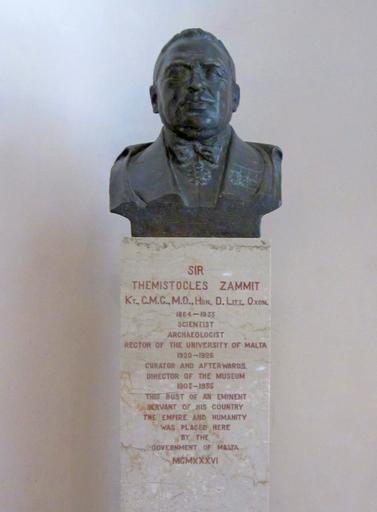 SIR
THEMISTOCLES ZAMMIT
KT., C.M.G., M.D., HON. D. LITT. OXON.
1864-1935
SCIENTIST
ARCHAEOLOGIST
RECTOR OF THE UNIVERSITY OF MALTA
1920-1926
CURATOR AND AFTERWARDS
DIRECTOR OF THE MUSEUM
1903-1935
THIS BUST OF AN EMINENT
SERVANT OF HIS COUNTRY
THE EMPIRE AND HUMANITY
WAS PLACED HERE
BY THE
GOVERNMENT OF MALTA
MCMXXXVI